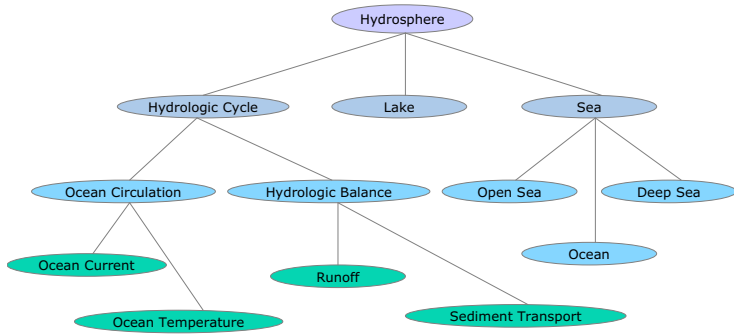 Hydrosphere
Hydrologic Cycle
Lake
Sea
Ocean Circulation
Hydrologic Balance
Open Sea
Deep Sea
Ocean
Ocean Current
Runoff
Ocean Temperature
Sediment Transport